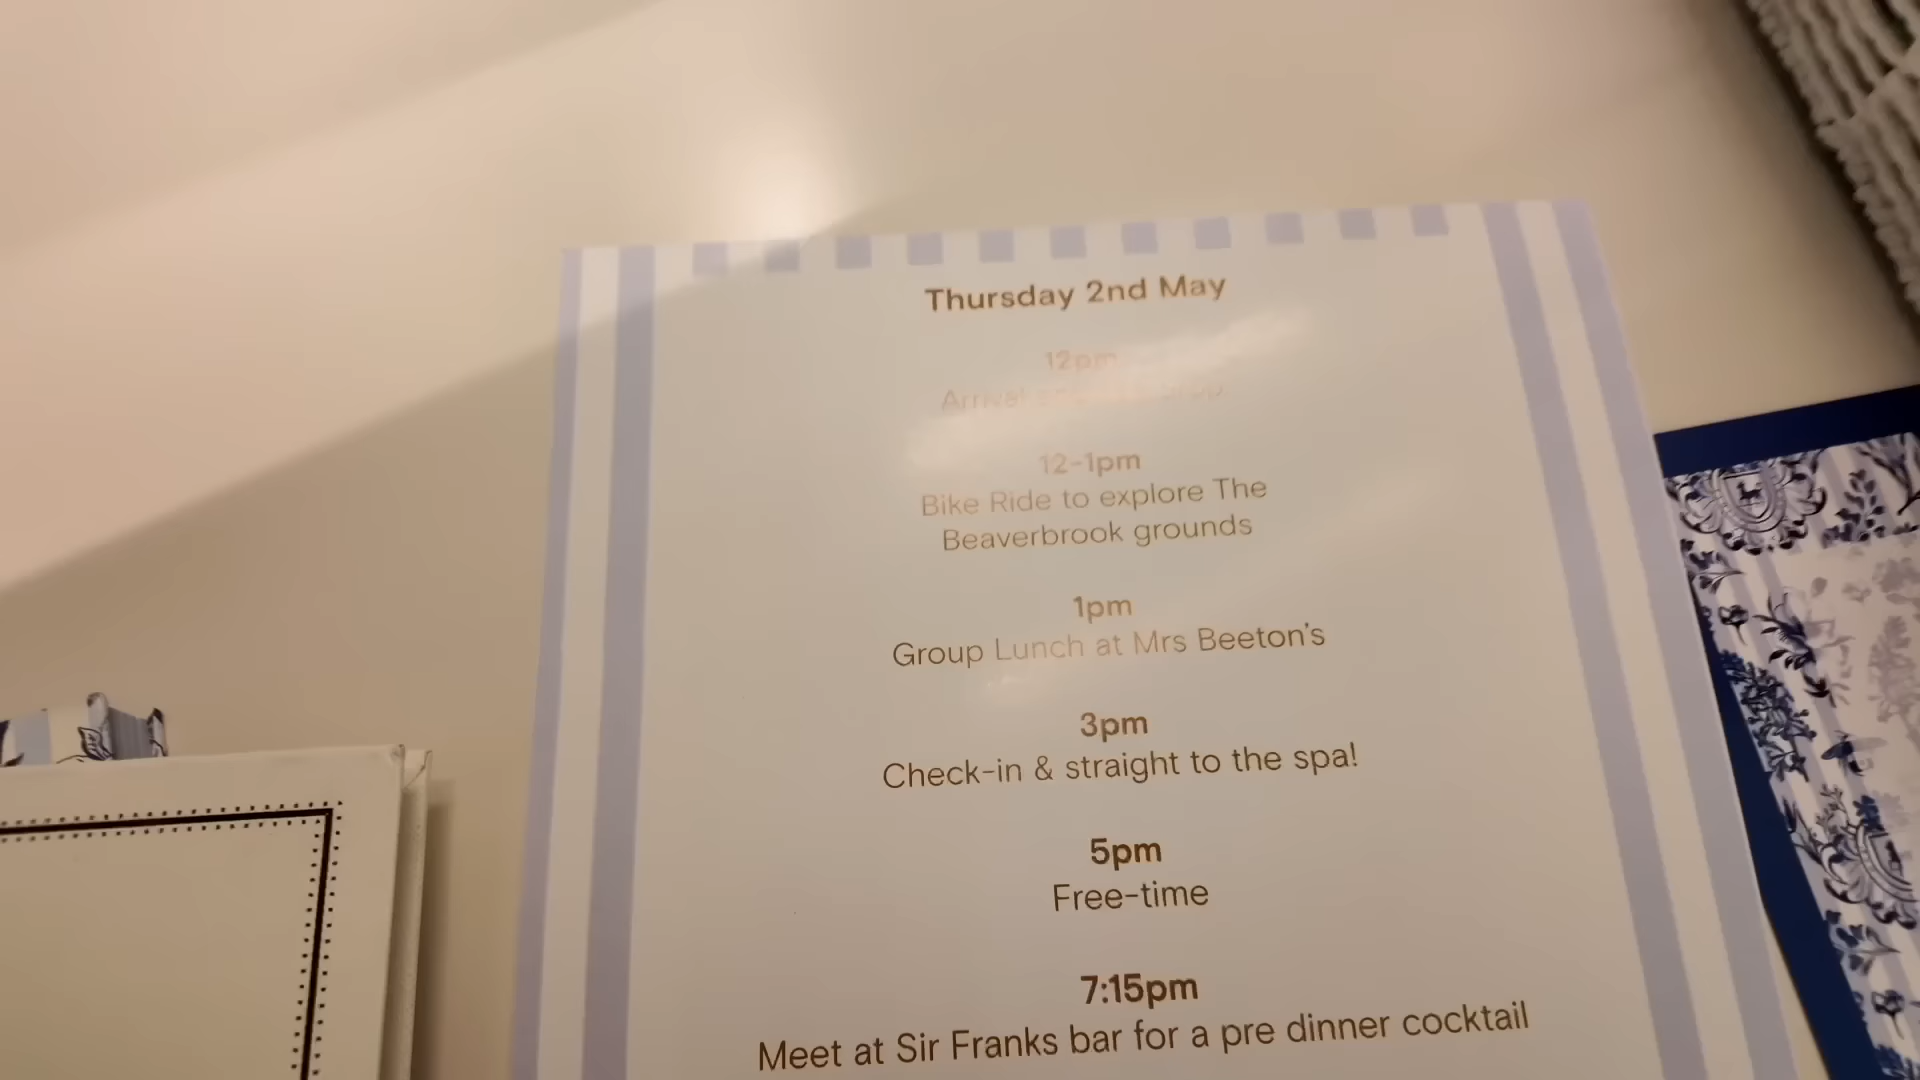 Thursday 2nd May
12pm
Arrival
12-1pm
Bike Ride to explore The
Beaverbrook grounds
1pm
Group Lunch at Mrs Beeton's
3pm
Check-in & straight to the spa!
5pm
Free-time
7:15pm
Meet at Sir Franks bar for a pre dinner cocktail